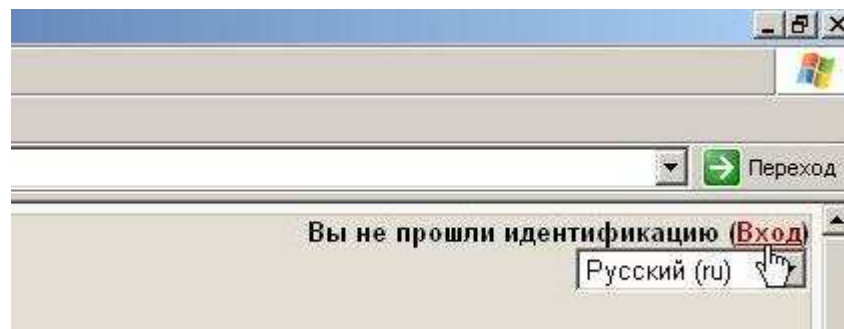 Переход
Вы не прошли идентификацию (Вход)
Русский (ru)